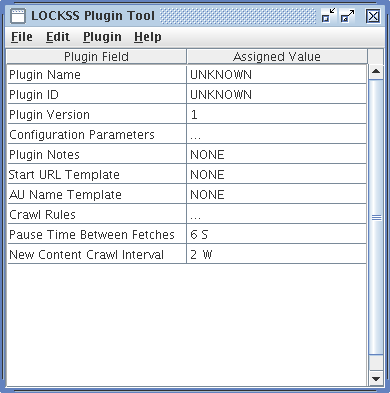 LOCKSS Plugin Tool
File Edit Plugin Help
Plugin Field Assigned Value
Plugin Name UNKNOWN
Plugin ID UNKNOWN
Plugin Version 1
Configuration Parameters ...
Plugin Notes NONE
Start URL Template NONE
AU Name Template NONE
Crawl Rules ...
Pause Time Between Fetches 6 S
New Content Crawl Interval 2 W